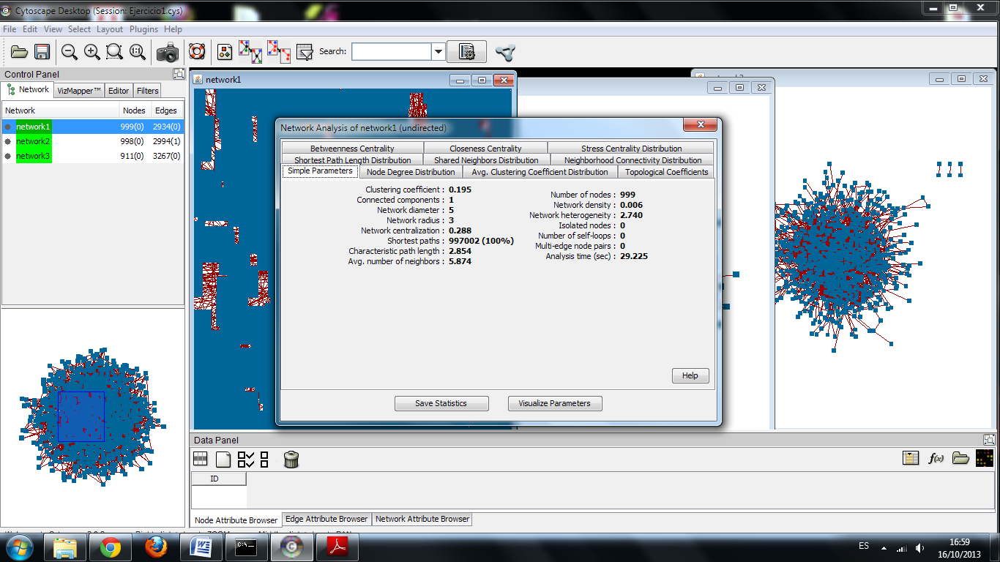 Cytoscape Desktop (Session: Ejercicio1.cys)
File Edit View Select Layout Plugins Help
Search:
Control Panel
Network VizMapper™ Editor Filters
Network Nodes Edges
network1 999(0) 2934(0)
network2 998(0) 2994(1)
network3 911(0) 3267(0)
network1
Network Analysis of network1 (undirected)
Betweenness Centrality Closeness Centrality Stress Centrality Distribution
Shortest Path Length Distribution Shared Neighbors Distribution Neighborhood Connectivity Distribution
Simple Parameters Node Degree Distribution Avg. Clustering Coefficient Distribution Topological Coefficients
Clustering coefficient : 0.195
Connected components : 1
Network diameter : 5
Network radius : 3
Network centralization : 0.288
Shortest paths : 997002 (100%)
Characteristic path length : 2.854
Avg. number of neighbors : 5.874
Number of nodes : 999
Network density : 0.006
Network heterogeneity : 2.740
Isolated nodes : 0
Number of self-loops : 0
Multi-edge node pairs : 0
Analysis time (sec) : 29.225
Help
Save Statistics Visualize Parameters
Data Panel
f(x)
ID
Node Attribute Browser Edge Attribute Browser Network Attribute Browser
C:\
ES
16:59
16/10/2013